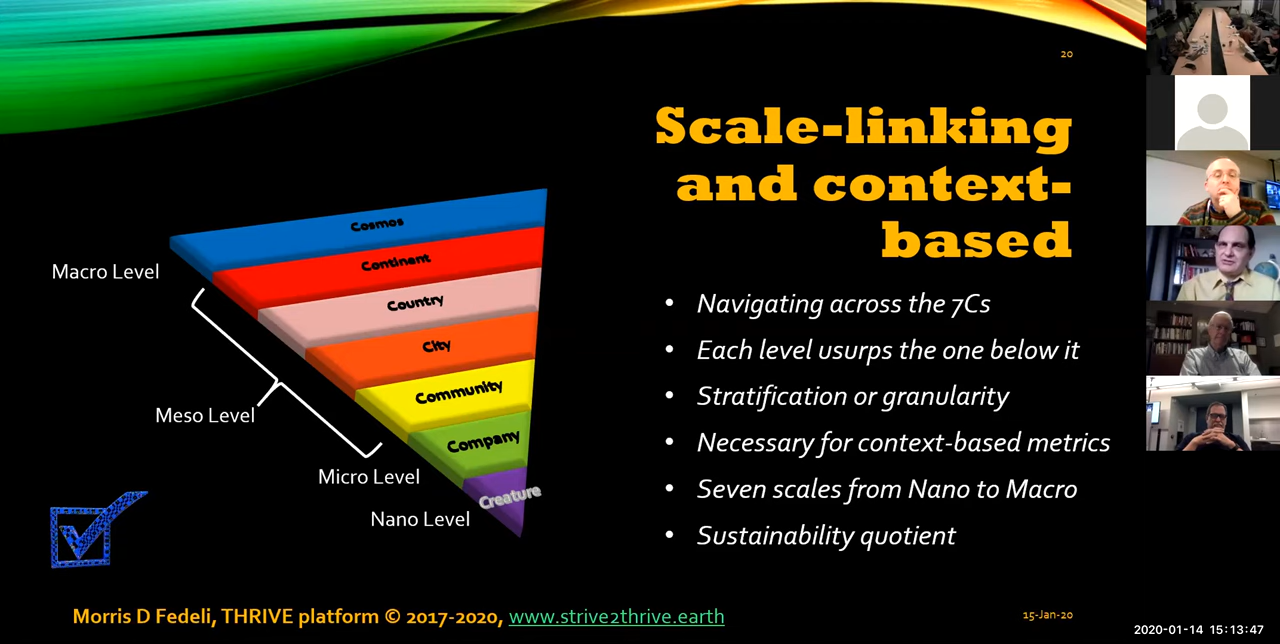 20
Scale-linking
and context-
based
Cosmos
Continant
Country
City
Community
Company
Creature
Macro Level
Meso Level
Micro Level
Nano Level
• Navigating across the 7Cs
• Each level usurps the one below it
• Stratification or granularity
• Necessary for context-based metrics
• Seven scales from Nano to Macro
• Sustainability quotient
Morris D Fedeli, THRIVE platform © 2017-2020, www.strive2thrive.earth
15-Jan-20
2020-01-14 15:13:47